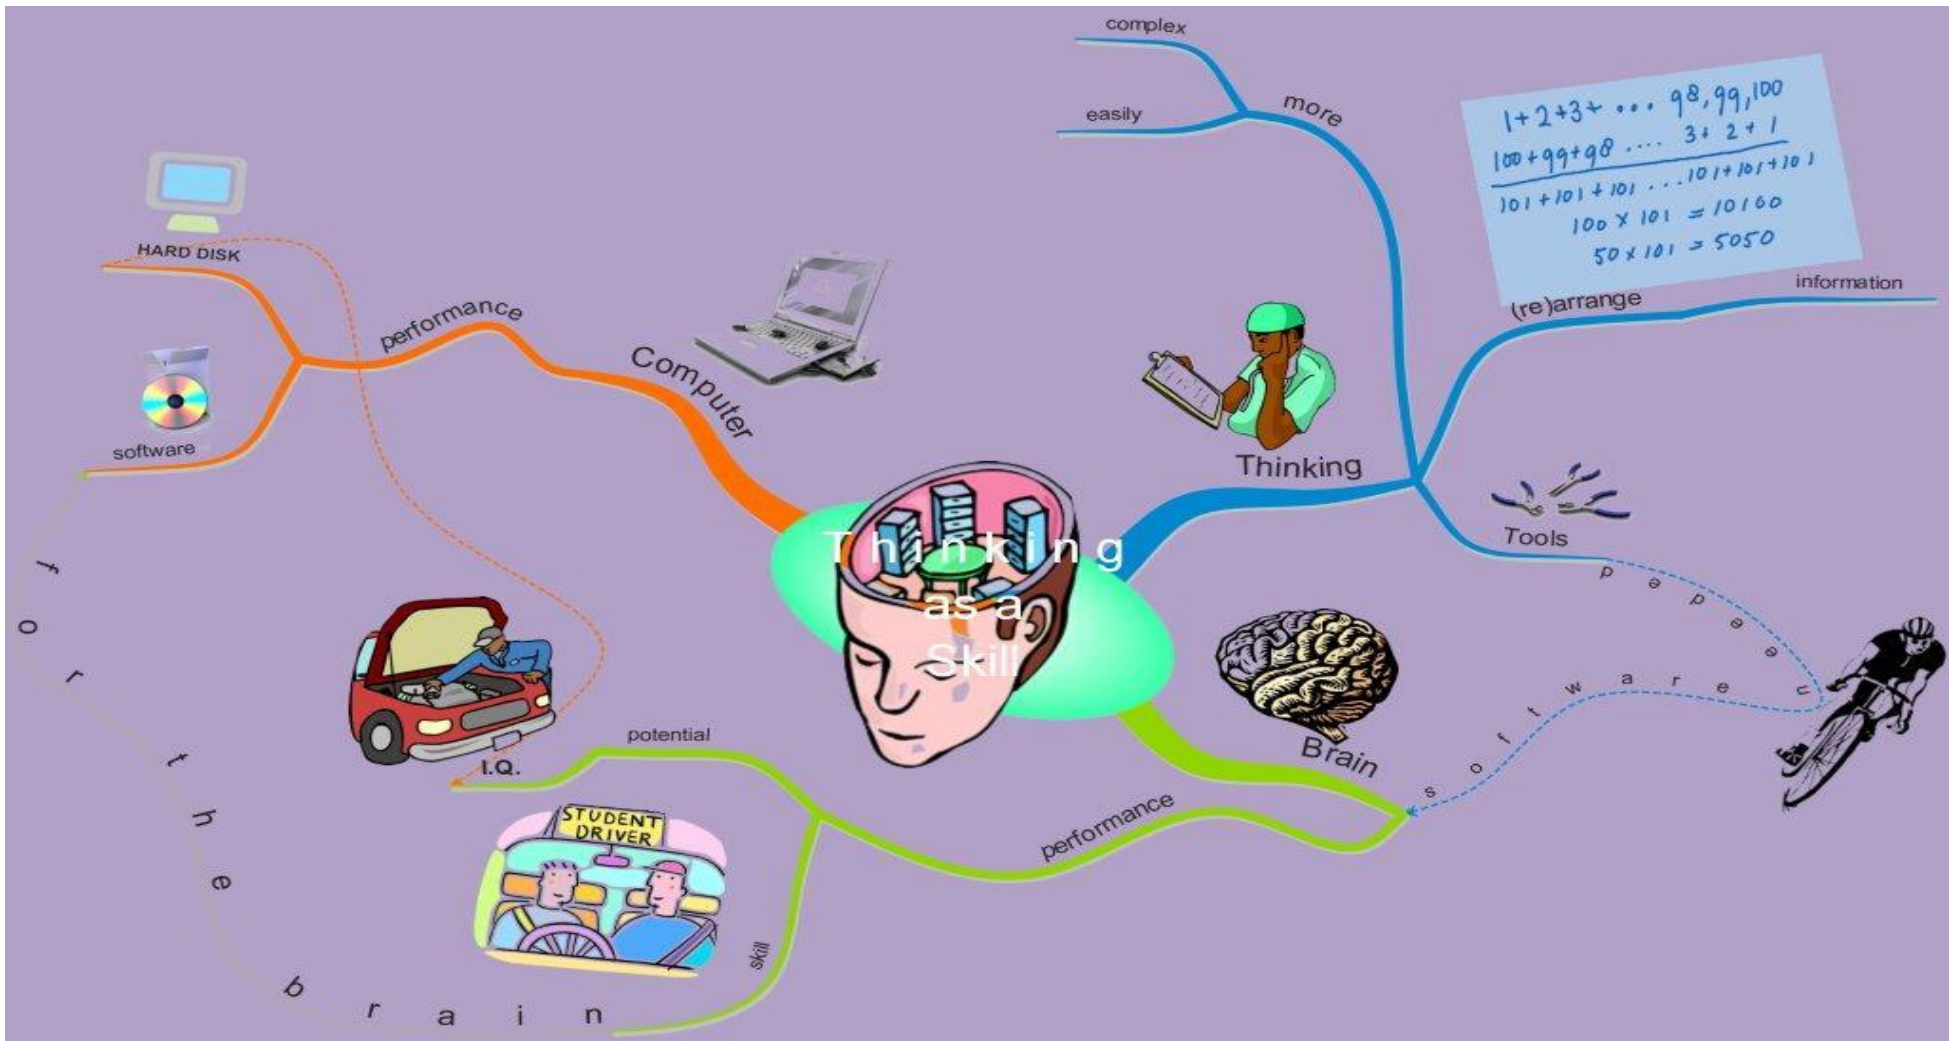 complex
more
easily
1+2+3+ ... 98,99,100
100+99+98 .... 3+ 2+ 1
101+101+101 ...101+101+101
100 x 101 = 10100
50 x 101 = 5050
(re)arrange
information
HARD DISK
performance
Computer
software
Thinking
Tools
Thinking
as a
Skill
Brain
software needed
potential
I.Q.
performance
STUDENT
DRIVER
skill
for the brain